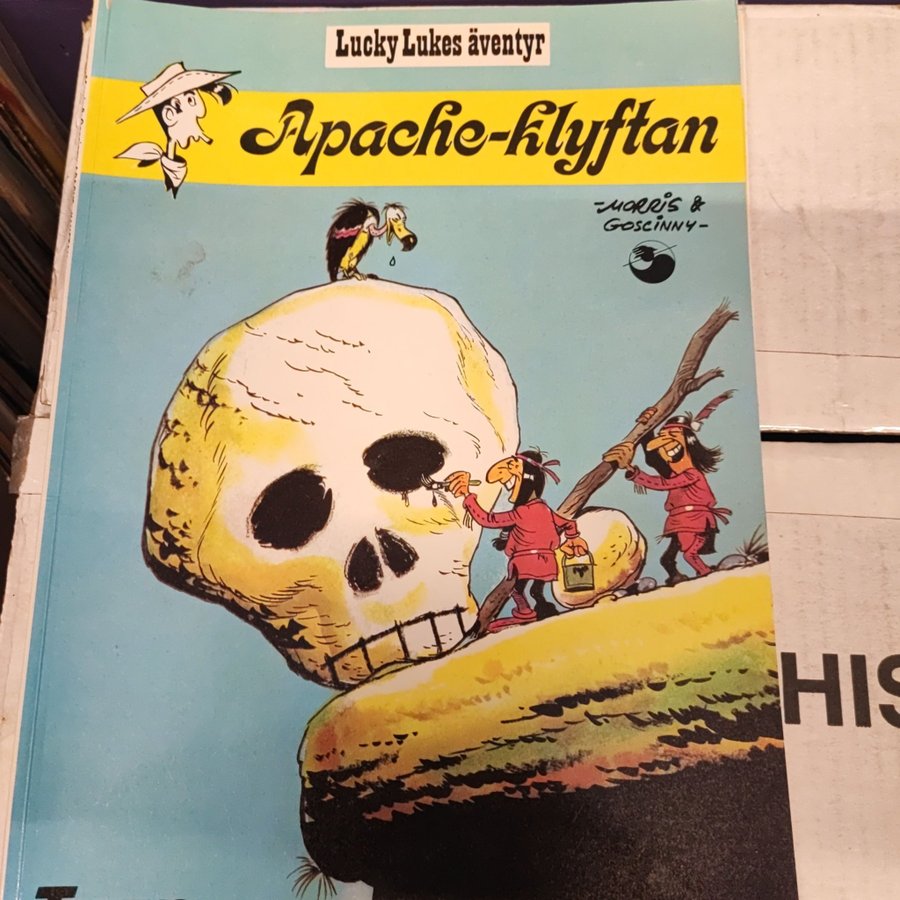 Lucky Lukes äventyr
Apache-klyftan
-MORRIS &
GOSCINNY-
HIS